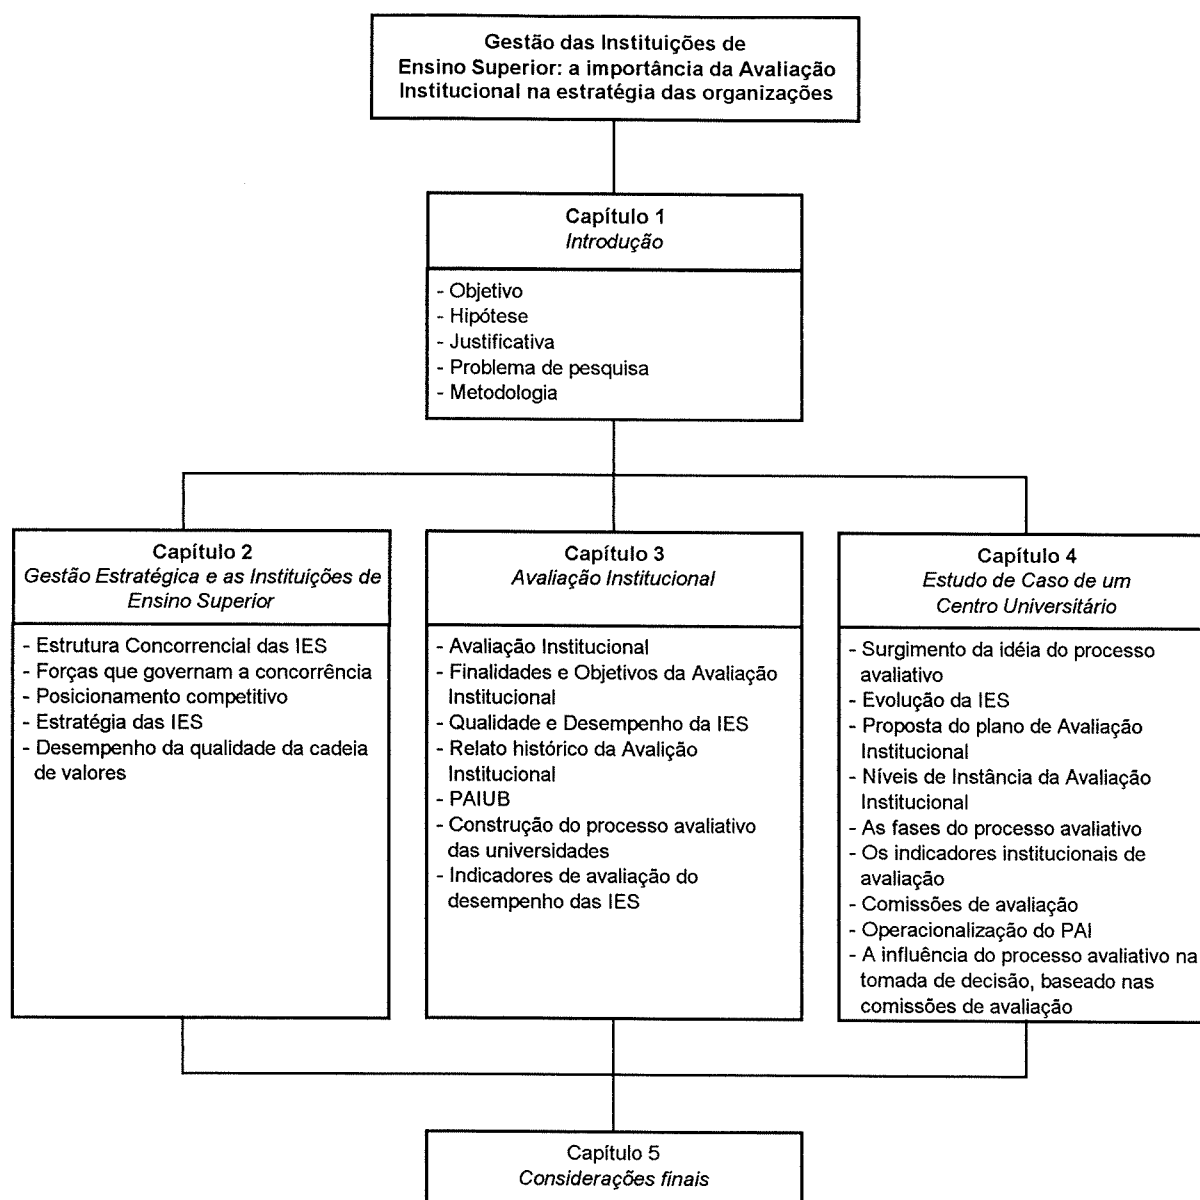 Gestão das Instituições de
Ensino Superior: a importância da Avaliação
Institucional na estratégia das organizações
Capítulo 1
Introdução
- Objetivo
- Hipótese
- Justificativa
- Problema de pesquisa
- Metodologia
Capítulo 2
Gestão Estratégica e as Instituições de
Ensino Superior
- Estrutura Concorrencial das IES
- Forças que governam a concorrência
- Posicionamento competitivo
- Estratégia das IES
- Desempenho da qualidade da cadeia
de valores
Capítulo 3
Avaliação Institucional
- Avaliação Institucional
- Finalidades e Objetivos da Avaliação
Institucional
- Qualidade e Desempenho da IES
- Relato histórico da Avalição
Institucional
- PAIUB
- Construção do processo avaliativo
das universidades
- Indicadores de avaliação do
desempenho das IES
Capítulo 4
Estudo de Caso de um
Centro Universitário
- Surgimento da idéia do processo
avaliativo
- Evolução da IES
- Proposta do plano de Avaliação
Institucional
- Níveis de Instância da Avaliação
Institucional
- As fases do processo avaliativo
- Os indicadores institucionais de
avaliação
- Comissões de avaliação
- Operacionalização do PAI
- A influência do processo avaliativo na
tomada de decisão, baseado nas
comissões de avaliação
Capítulo 5
Considerações finais